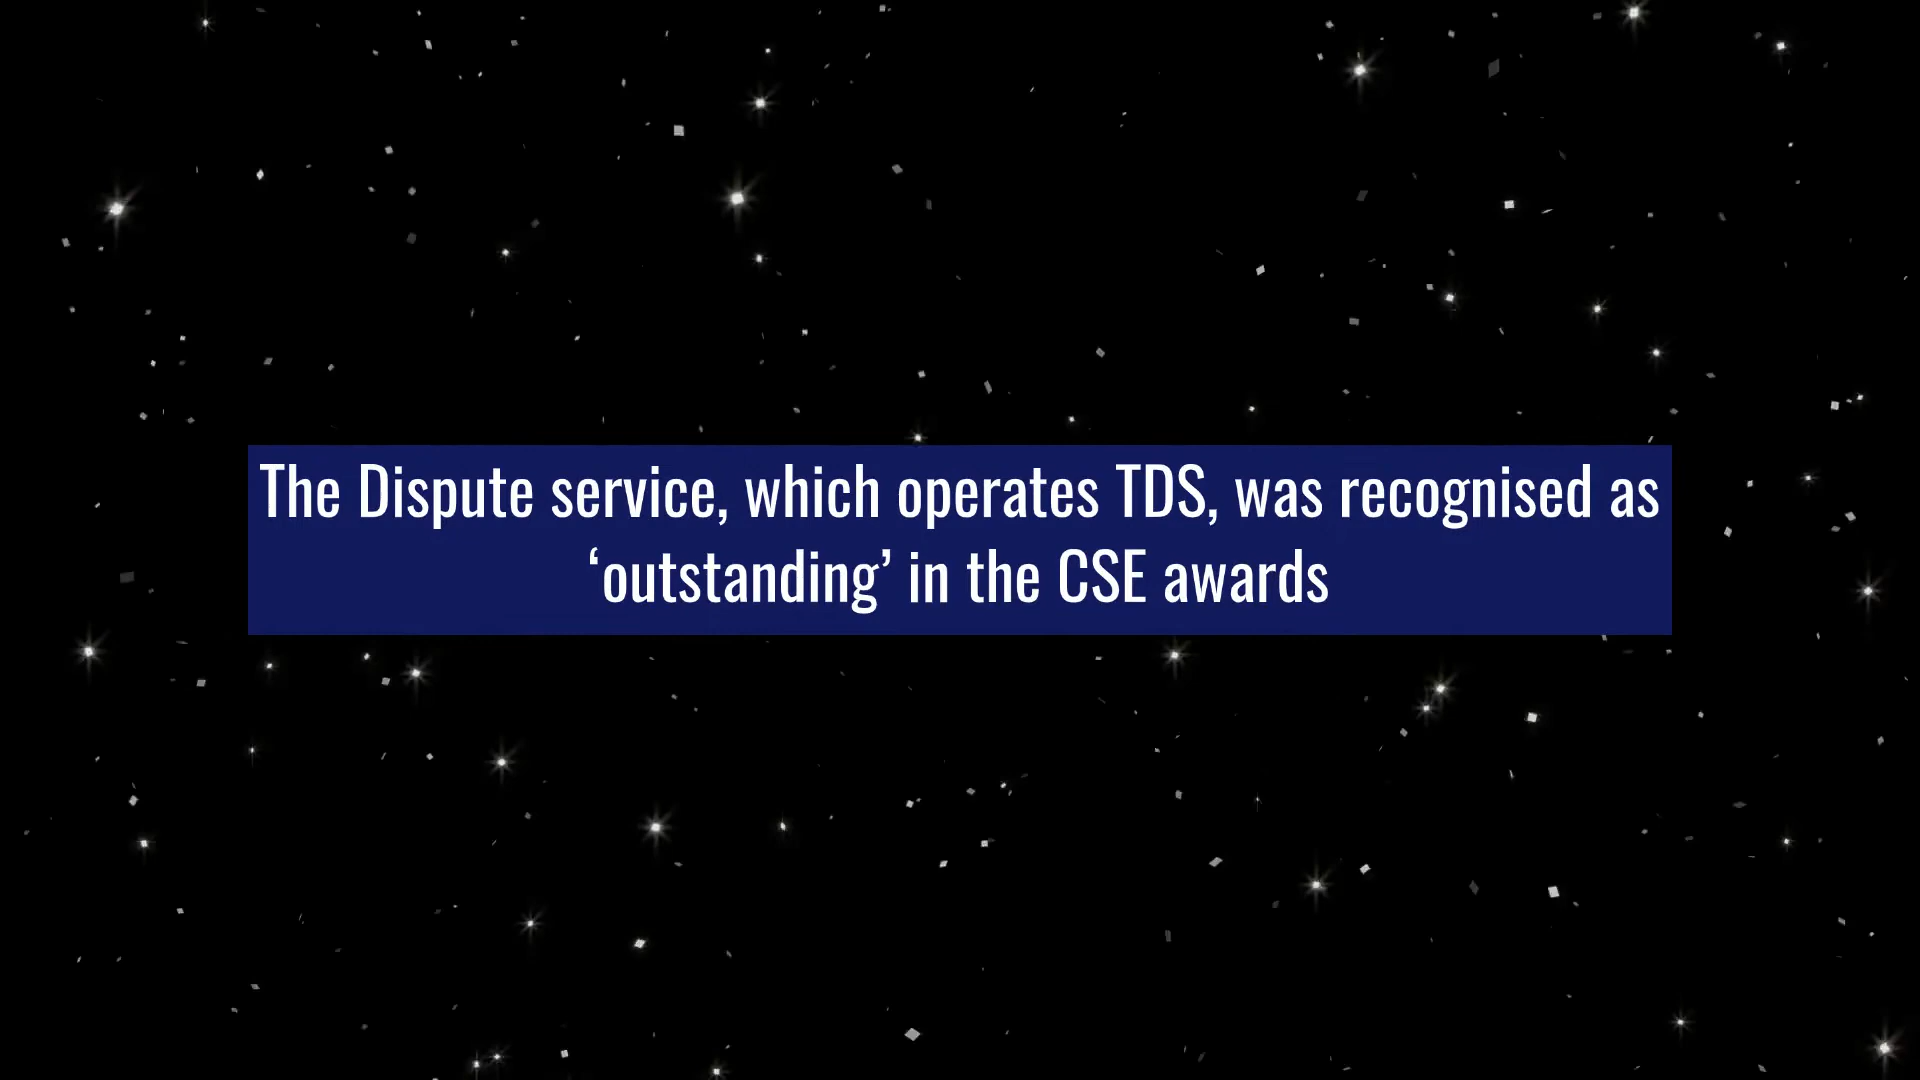 The Dispute service, which operates TDS, was recognised as
‘outstanding’ in the CSE awards